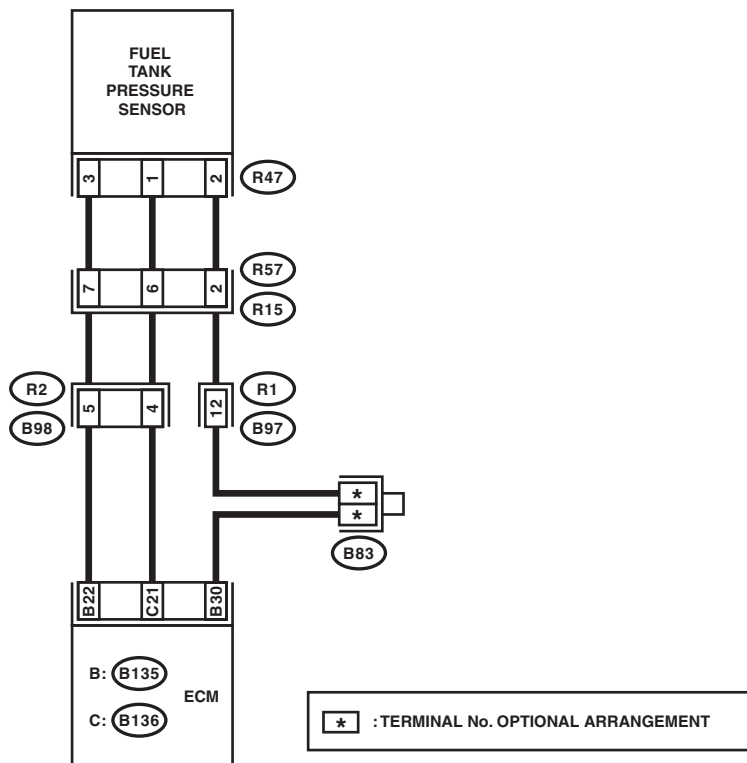 FUEL
TANK
PRESSURE
SENSOR
3 1 2
R47
7 6 2
R57
R15
R2
B98
5 4
12
R1
B97
*
*
B83
B22 C21 B30
B: B135
C: B136
ECM
* : TERMINAL No. OPTIONAL ARRANGEMENT